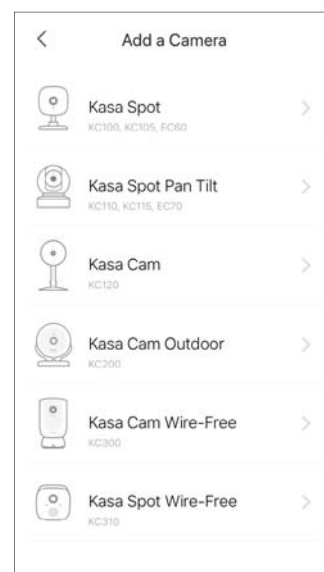 Add a Camera
Kasa Spot
KC100, KC105, EC60
Kasa Spot Pan Tilt
KC110, KC115, EC70
Kasa Cam
KC120
Kasa Cam Outdoor
KC200
Kasa Cam Wire-Free
KC300
Kasa Spot Wire-Free
KC310